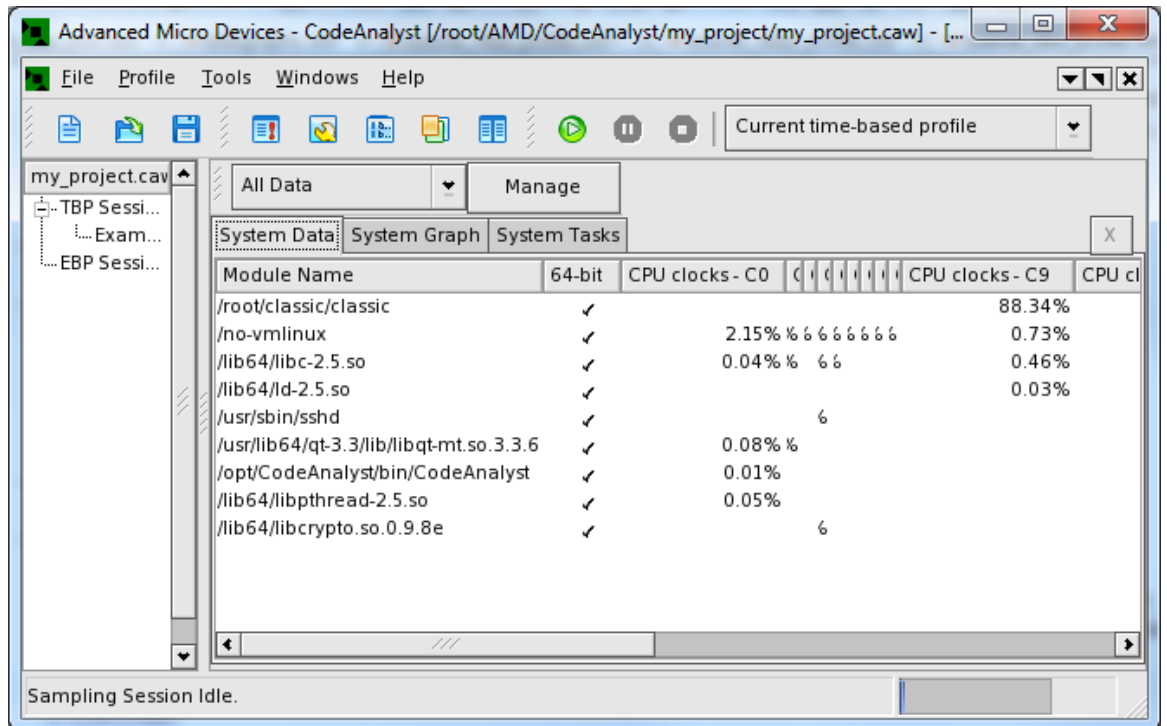 Advanced Micro Devices - CodeAnalyst [/root/AMD/CodeAnalyst/my_project/my_project.caw] - [...
File Profile Tools Windows Help
Current time-based profile
my_project.cav
All Data
Manage
TBP Sessi...
Exam...
EBP Sessi...
System Data System Graph System Tasks X
Module Name 64-bit CPU clocks - C0 CPU clocks - C9 CPU cl
/root/classic/classic 88.34%
/no-vmlinux 2.15% 0.73%
/lib64/libc-2.5.so 0.04% 0.46%
/lib64/ld-2.5.so 0.03%
/usr/sbin/sshd
/usr/lib64/qt-3.3/lib/libqt-mt.so.3.3.6 0.08%
/opt/CodeAnalyst/bin/CodeAnalyst 0.01%
/lib64/libpthread-2.5.so 0.05%
/lib64/libcrypto.so.0.9.8e
Sampling Session Idle.